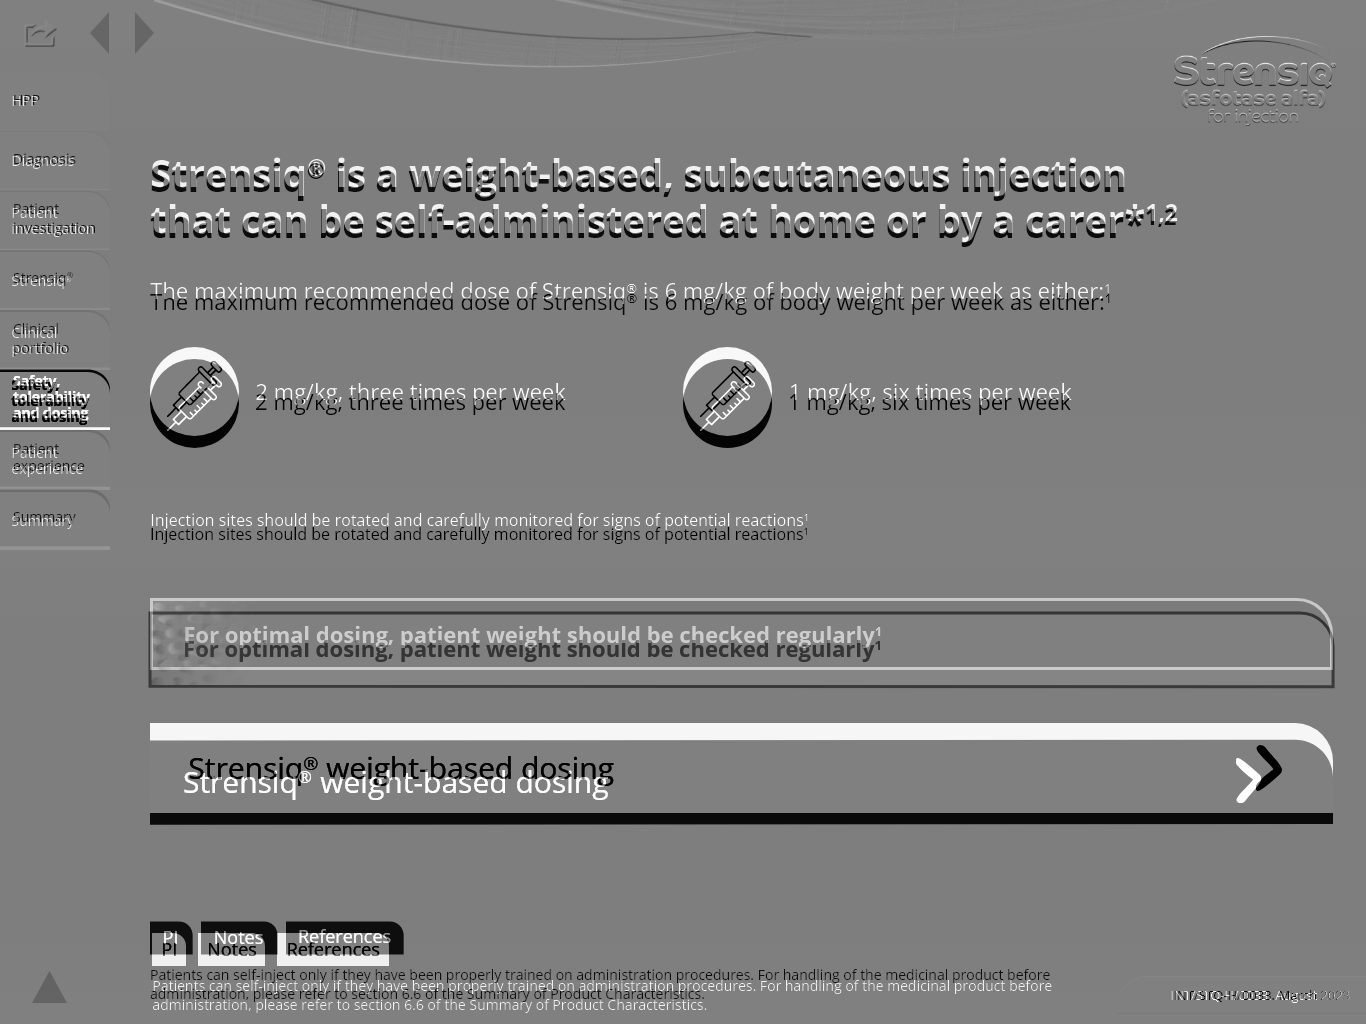 Strensiq®
(asfotase alfa)
for injection
HPP
Diagnosis
Patient
investigation
Strensiq®
Clinical
portfolio
Safety,
tolerability
and dosing
Patient
experience
Summary
Strensiq® is a weight-based, subcutaneous injection
that can be self-administered at home or by a carer*1,2
The maximum recommended dose of Strensiq® is 6 mg/kg of body weight per week as either:1
2 mg/kg, three times per week
1 mg/kg, six times per week
Injection sites should be rotated and carefully monitored for signs of potential reactions1
For optimal dosing, patient weight should be checked regularly1
Strensiq® weight-based dosing
PI
Notes
References
Patients can self-inject only if they have been properly trained on administration procedures. For handling of the medicinal product before
administration, please refer to section 6.6 of the Summary of Product Characteristics.